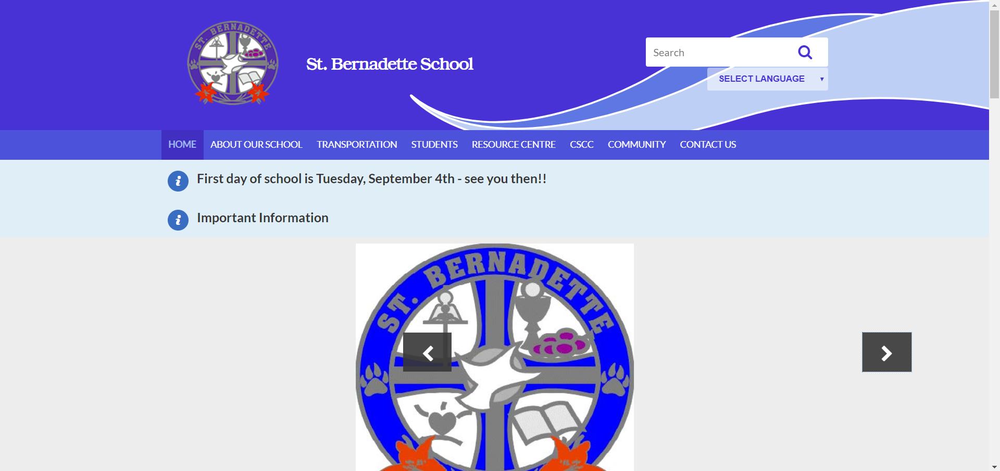 ST. BERNADETTE
St. Bernadette School
Search
SELECT LANGUAGE
HOME ABOUT OUR SCHOOL TRANSPORTATION STUDENTS RESOURCE CENTRE CSCC COMMUNITY CONTACT US
First day of school is Tuesday, September 4th - see you then!!
Important Information
ST. BERNADETTE